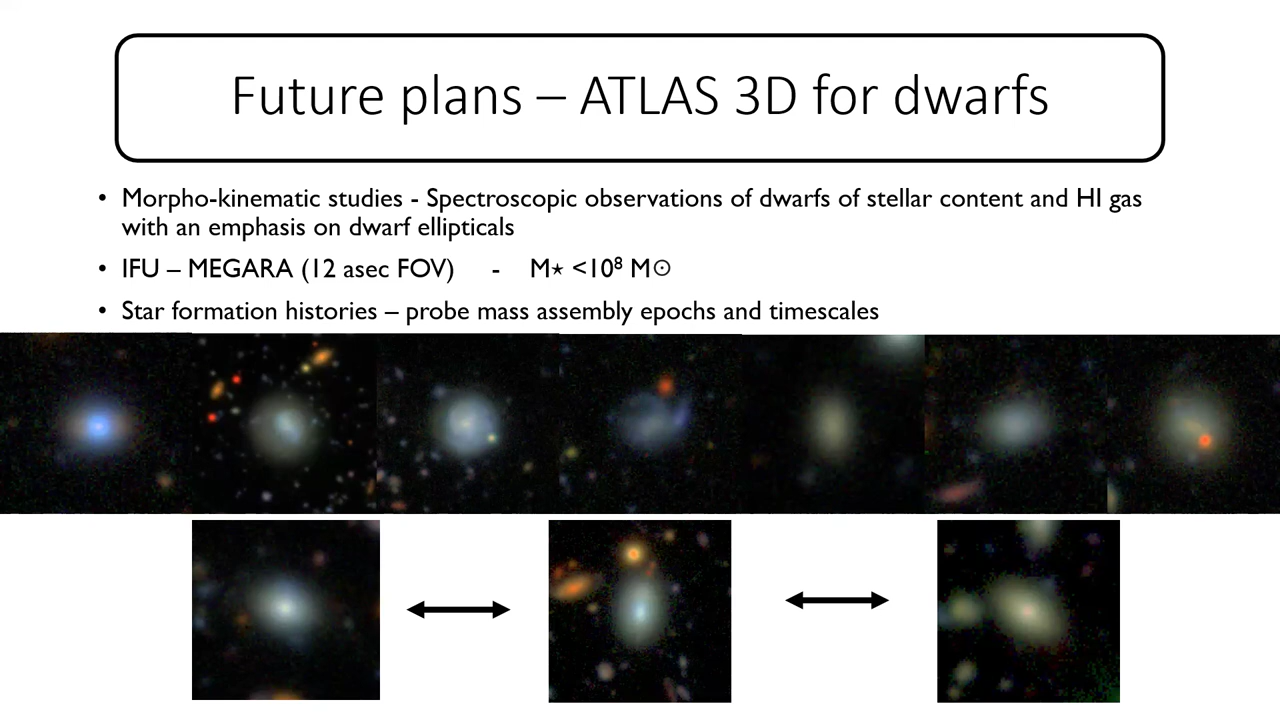 Future plans – ATLAS 3D for dwarfs
• Morpho-kinematic studies - Spectroscopic observations of dwarfs of stellar content and HI gas
with an emphasis on dwarf ellipticals
• IFU – MEGARA (12 asec FOV) - M⋆ <10⁸ M☉
• Star formation histories – probe mass assembly epochs and timescales